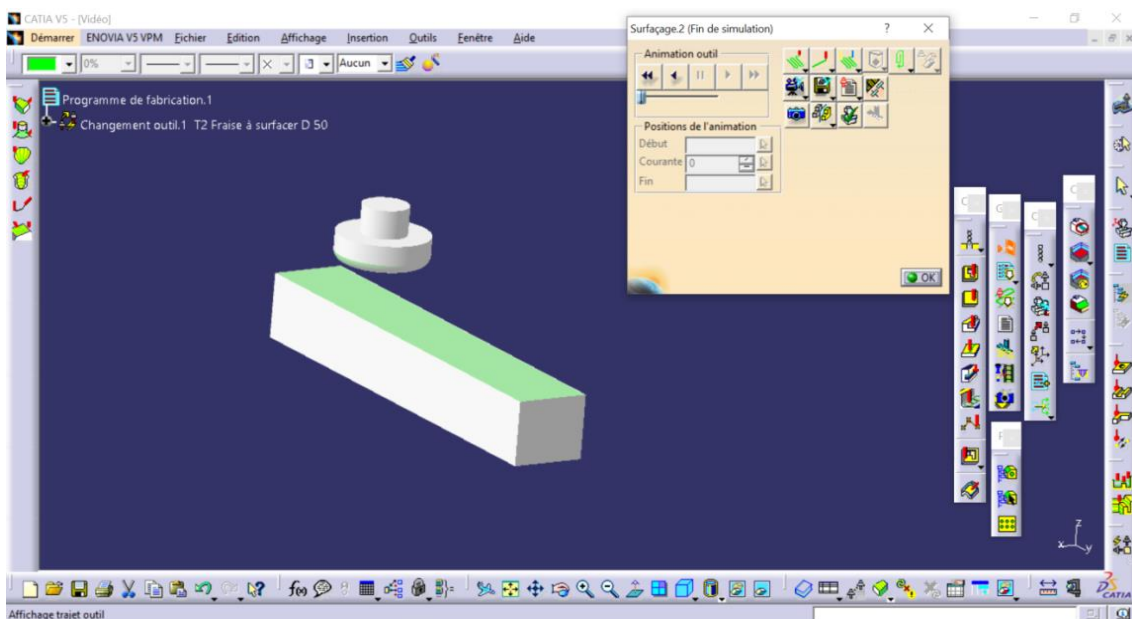 CATIA V5 - [Vidéo]
Démarrer ENOVIA V5 VPM Fichier Edition Affichage Insertion Outils Fenêtre Aide
0% Aucun
Programme de fabrication.1
Changement outil.1 T2 Fraise à surfacer D 50
Surfaçage.2 (Fin de simulation)
? ×
Animation outil
Positions de l'animation
Début
Courante 0
Fin
OK
z
x y
f(x)
CATIA
Affichage trajet outil